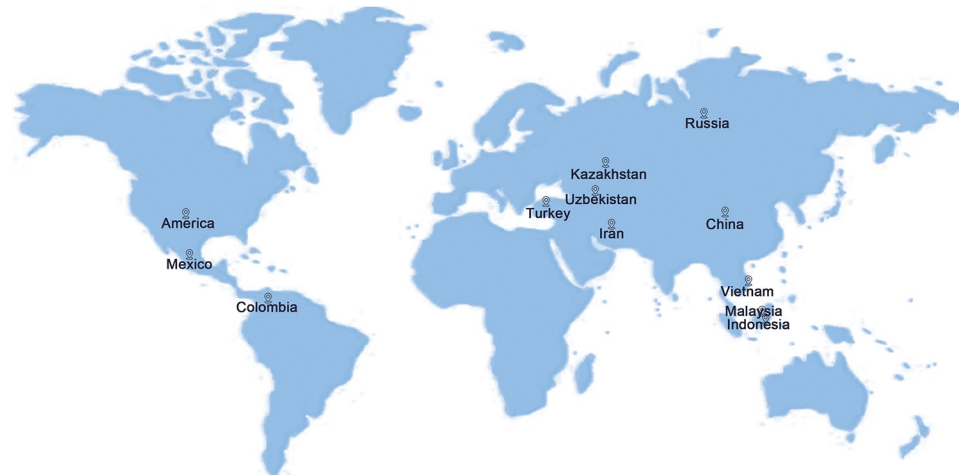 Russia
Kazakhstan
Uzbekistan
Turkey
America
Iran
China
Mexico
Vietnam
Colombia
Malaysia
Indonesia